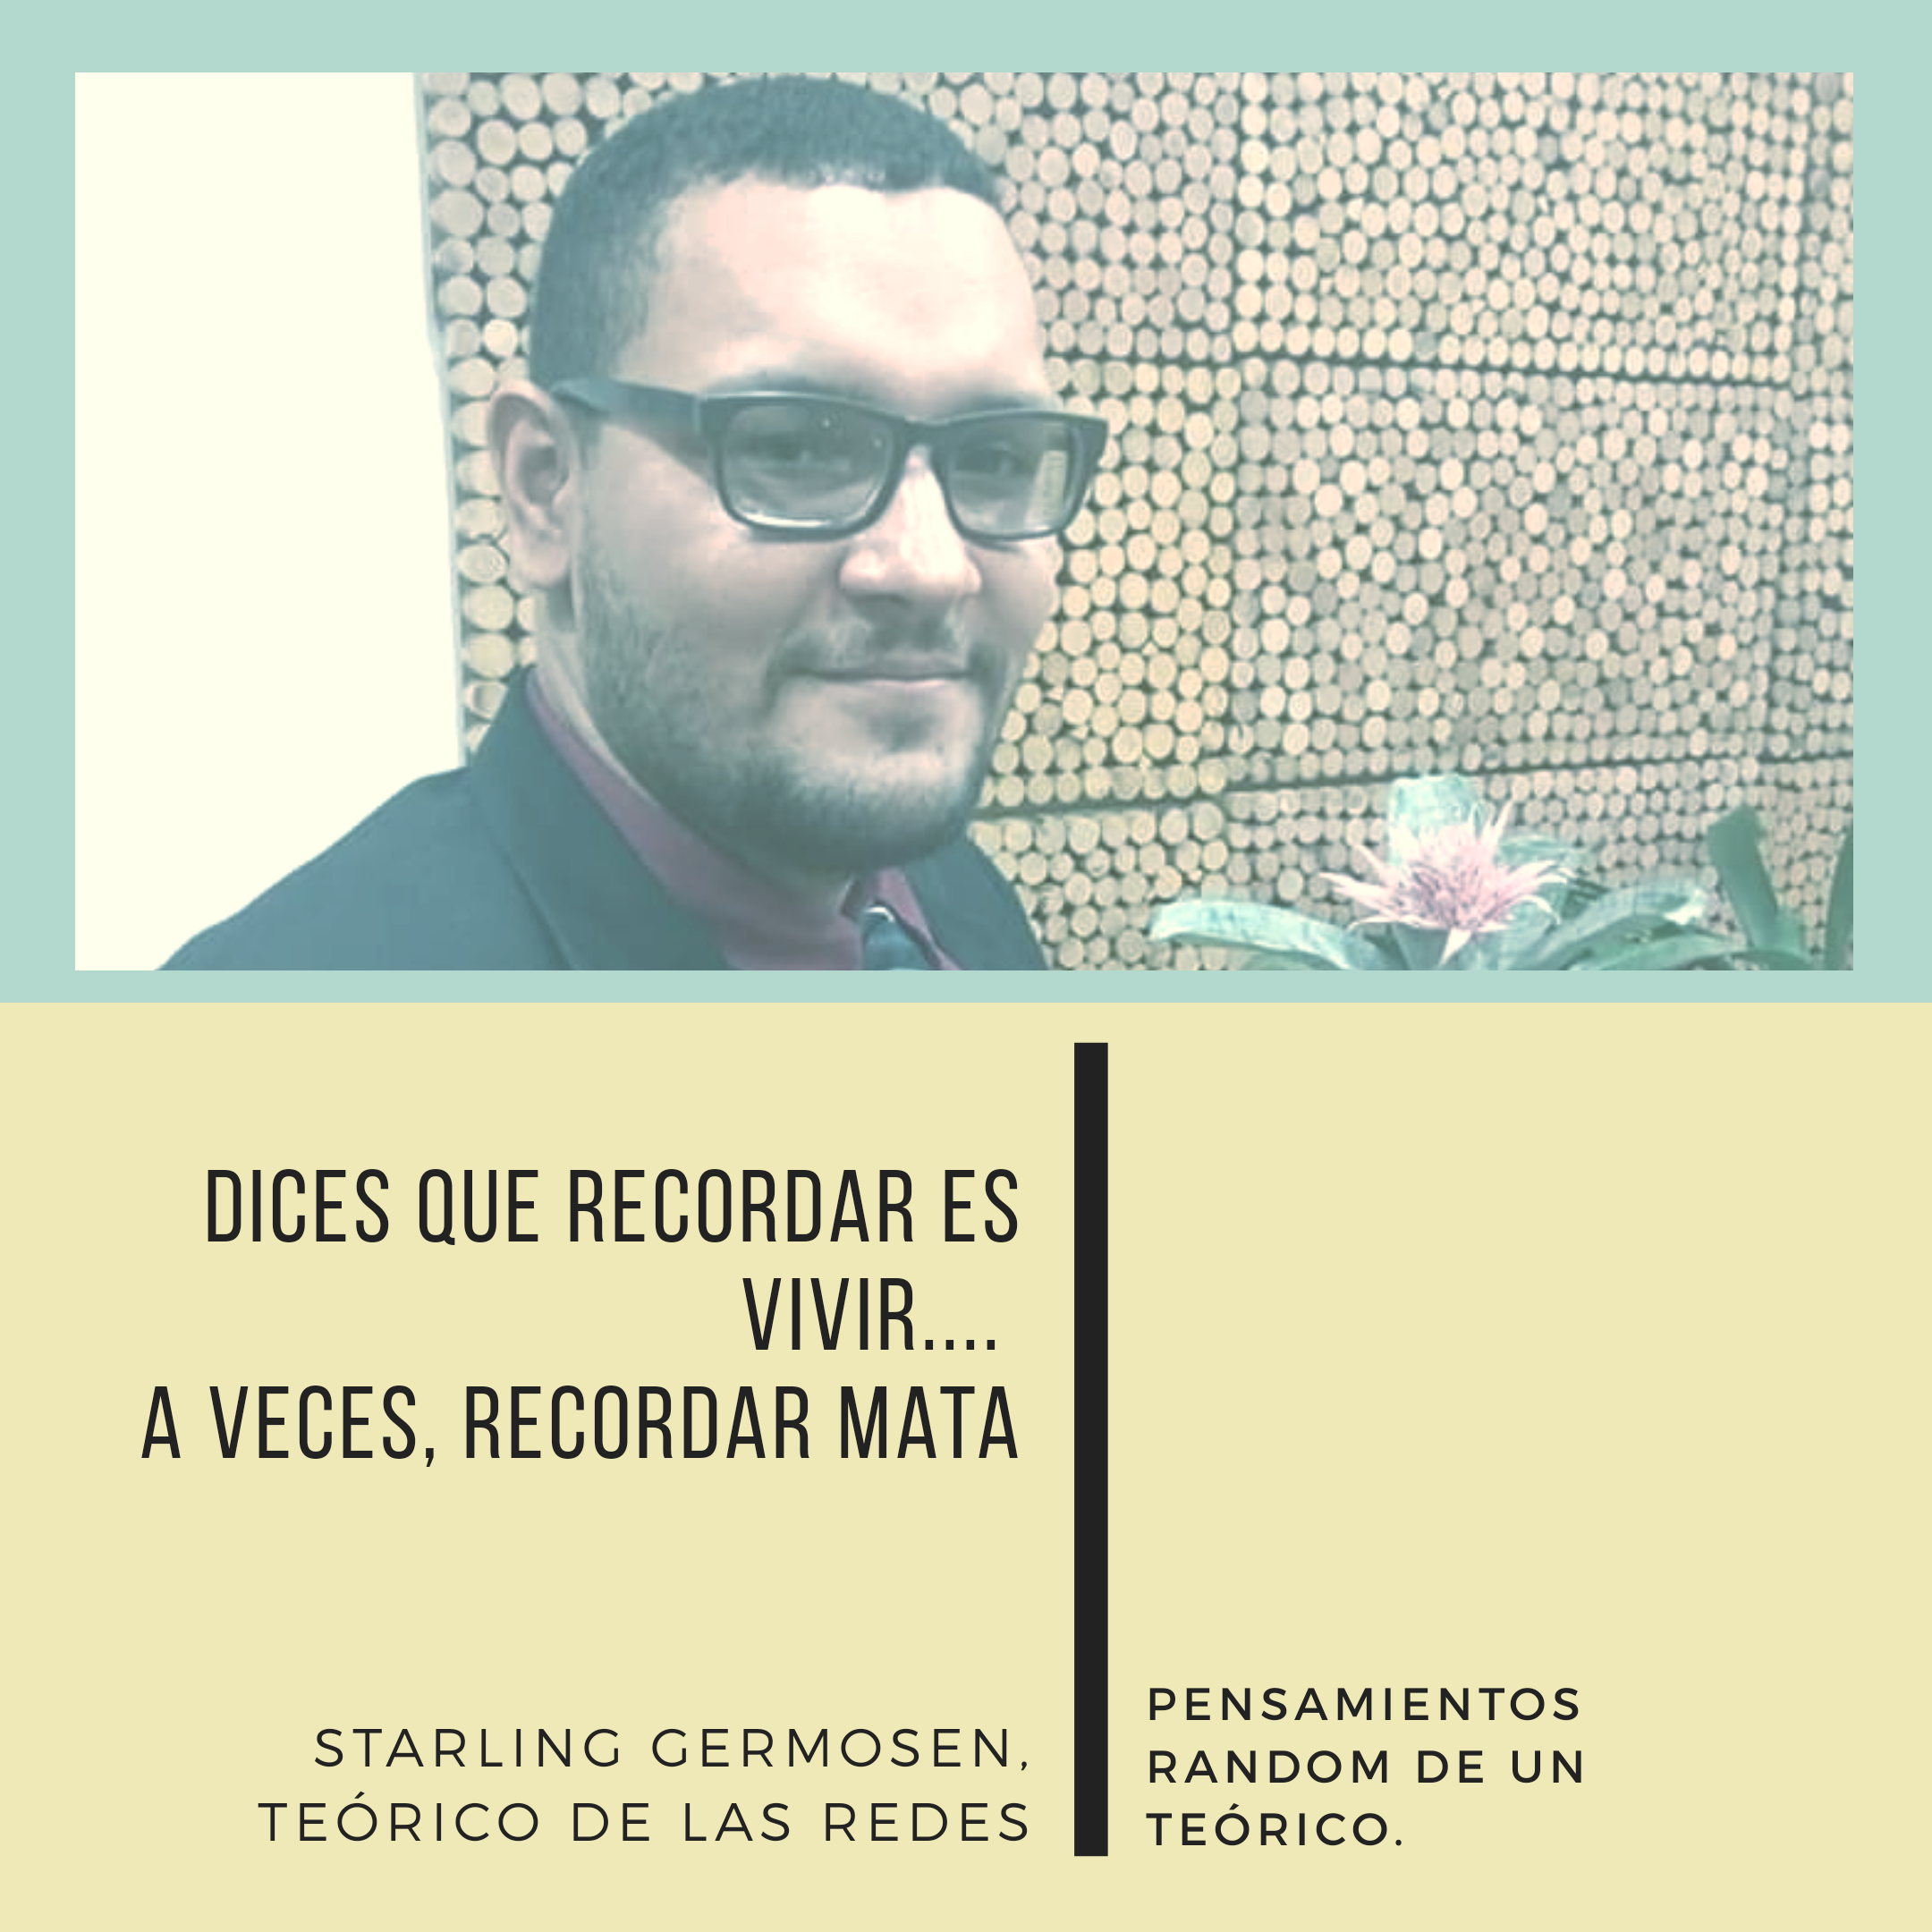 DICES QUE RECORDAR ES
VIVIR....
A VECES, RECORDAR MATA
STARLING GERMOSEN,
TEÓRICO DE LAS REDES
PENSAMIENTOS
RANDOM DE UN
TEÓRICO.